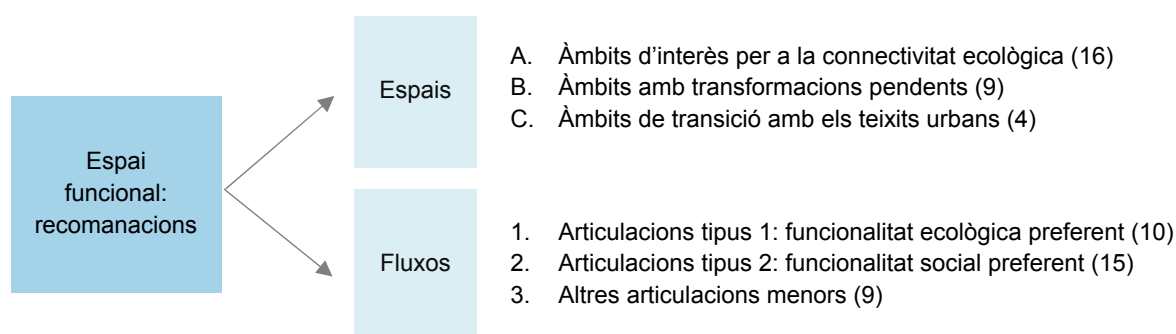 Espai
funcional:
recomanacions
Espais
A. Àmbits d’interès per a la connectivitat ecològica (16)
B. Àmbits amb transformacions pendents (9)
C. Àmbits de transició amb els teixits urbans (4)
Fluxos
1. Articulacions tipus 1: funcionalitat ecològica preferent (10)
2. Articulacions tipus 2: funcionalitat social preferent (15)
3. Altres articulacions menors (9)